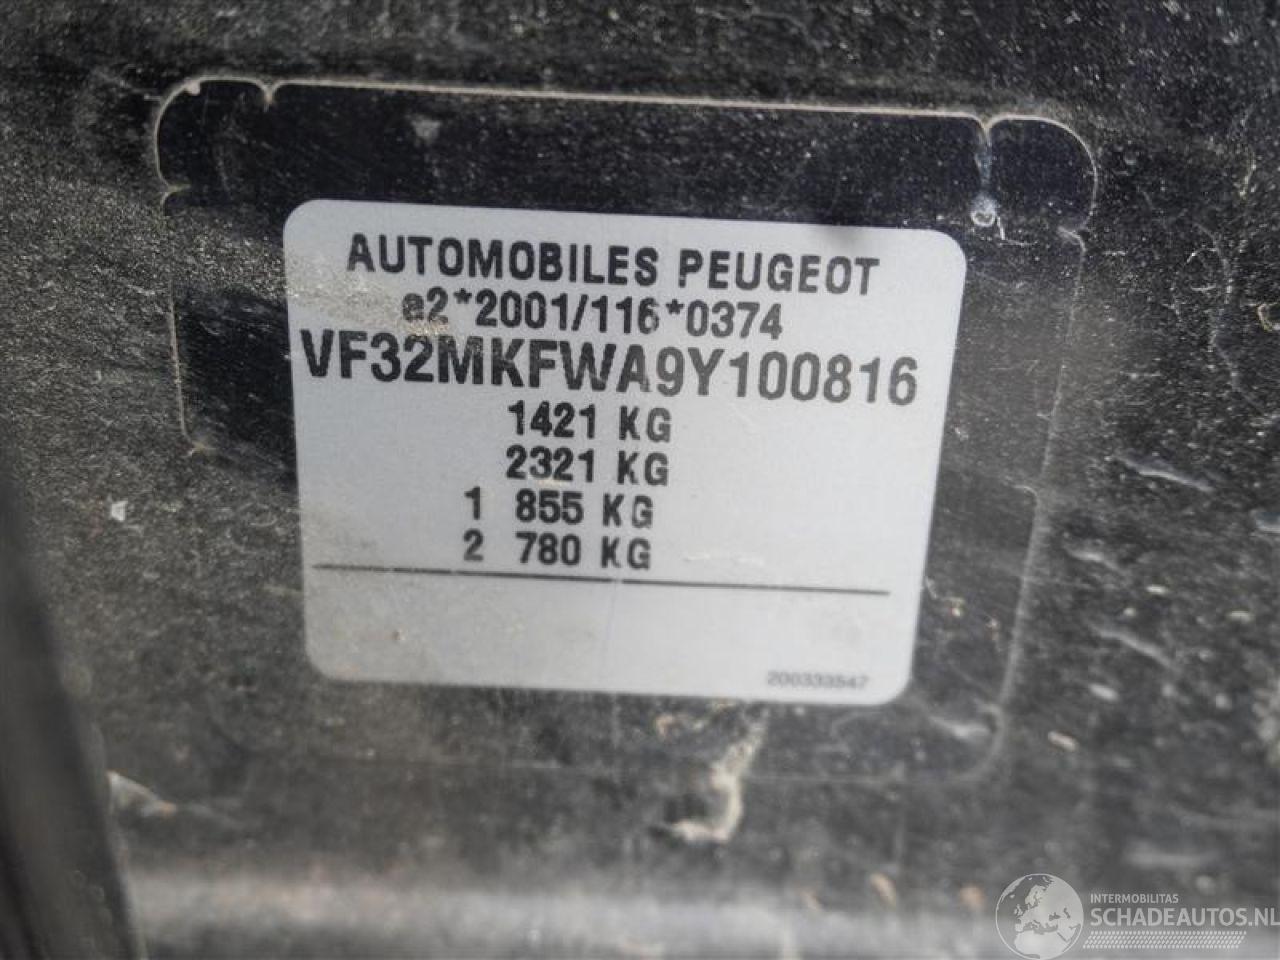 AUTOMOBILES PEUGEOT
e2*2001/116*0374
VF32MKFWA9Y100816
1421 KG
2321 KG
1 855 KG
2 780 KG
200333547
INTERMOBILITAS
SCHADEAUTOS.NL